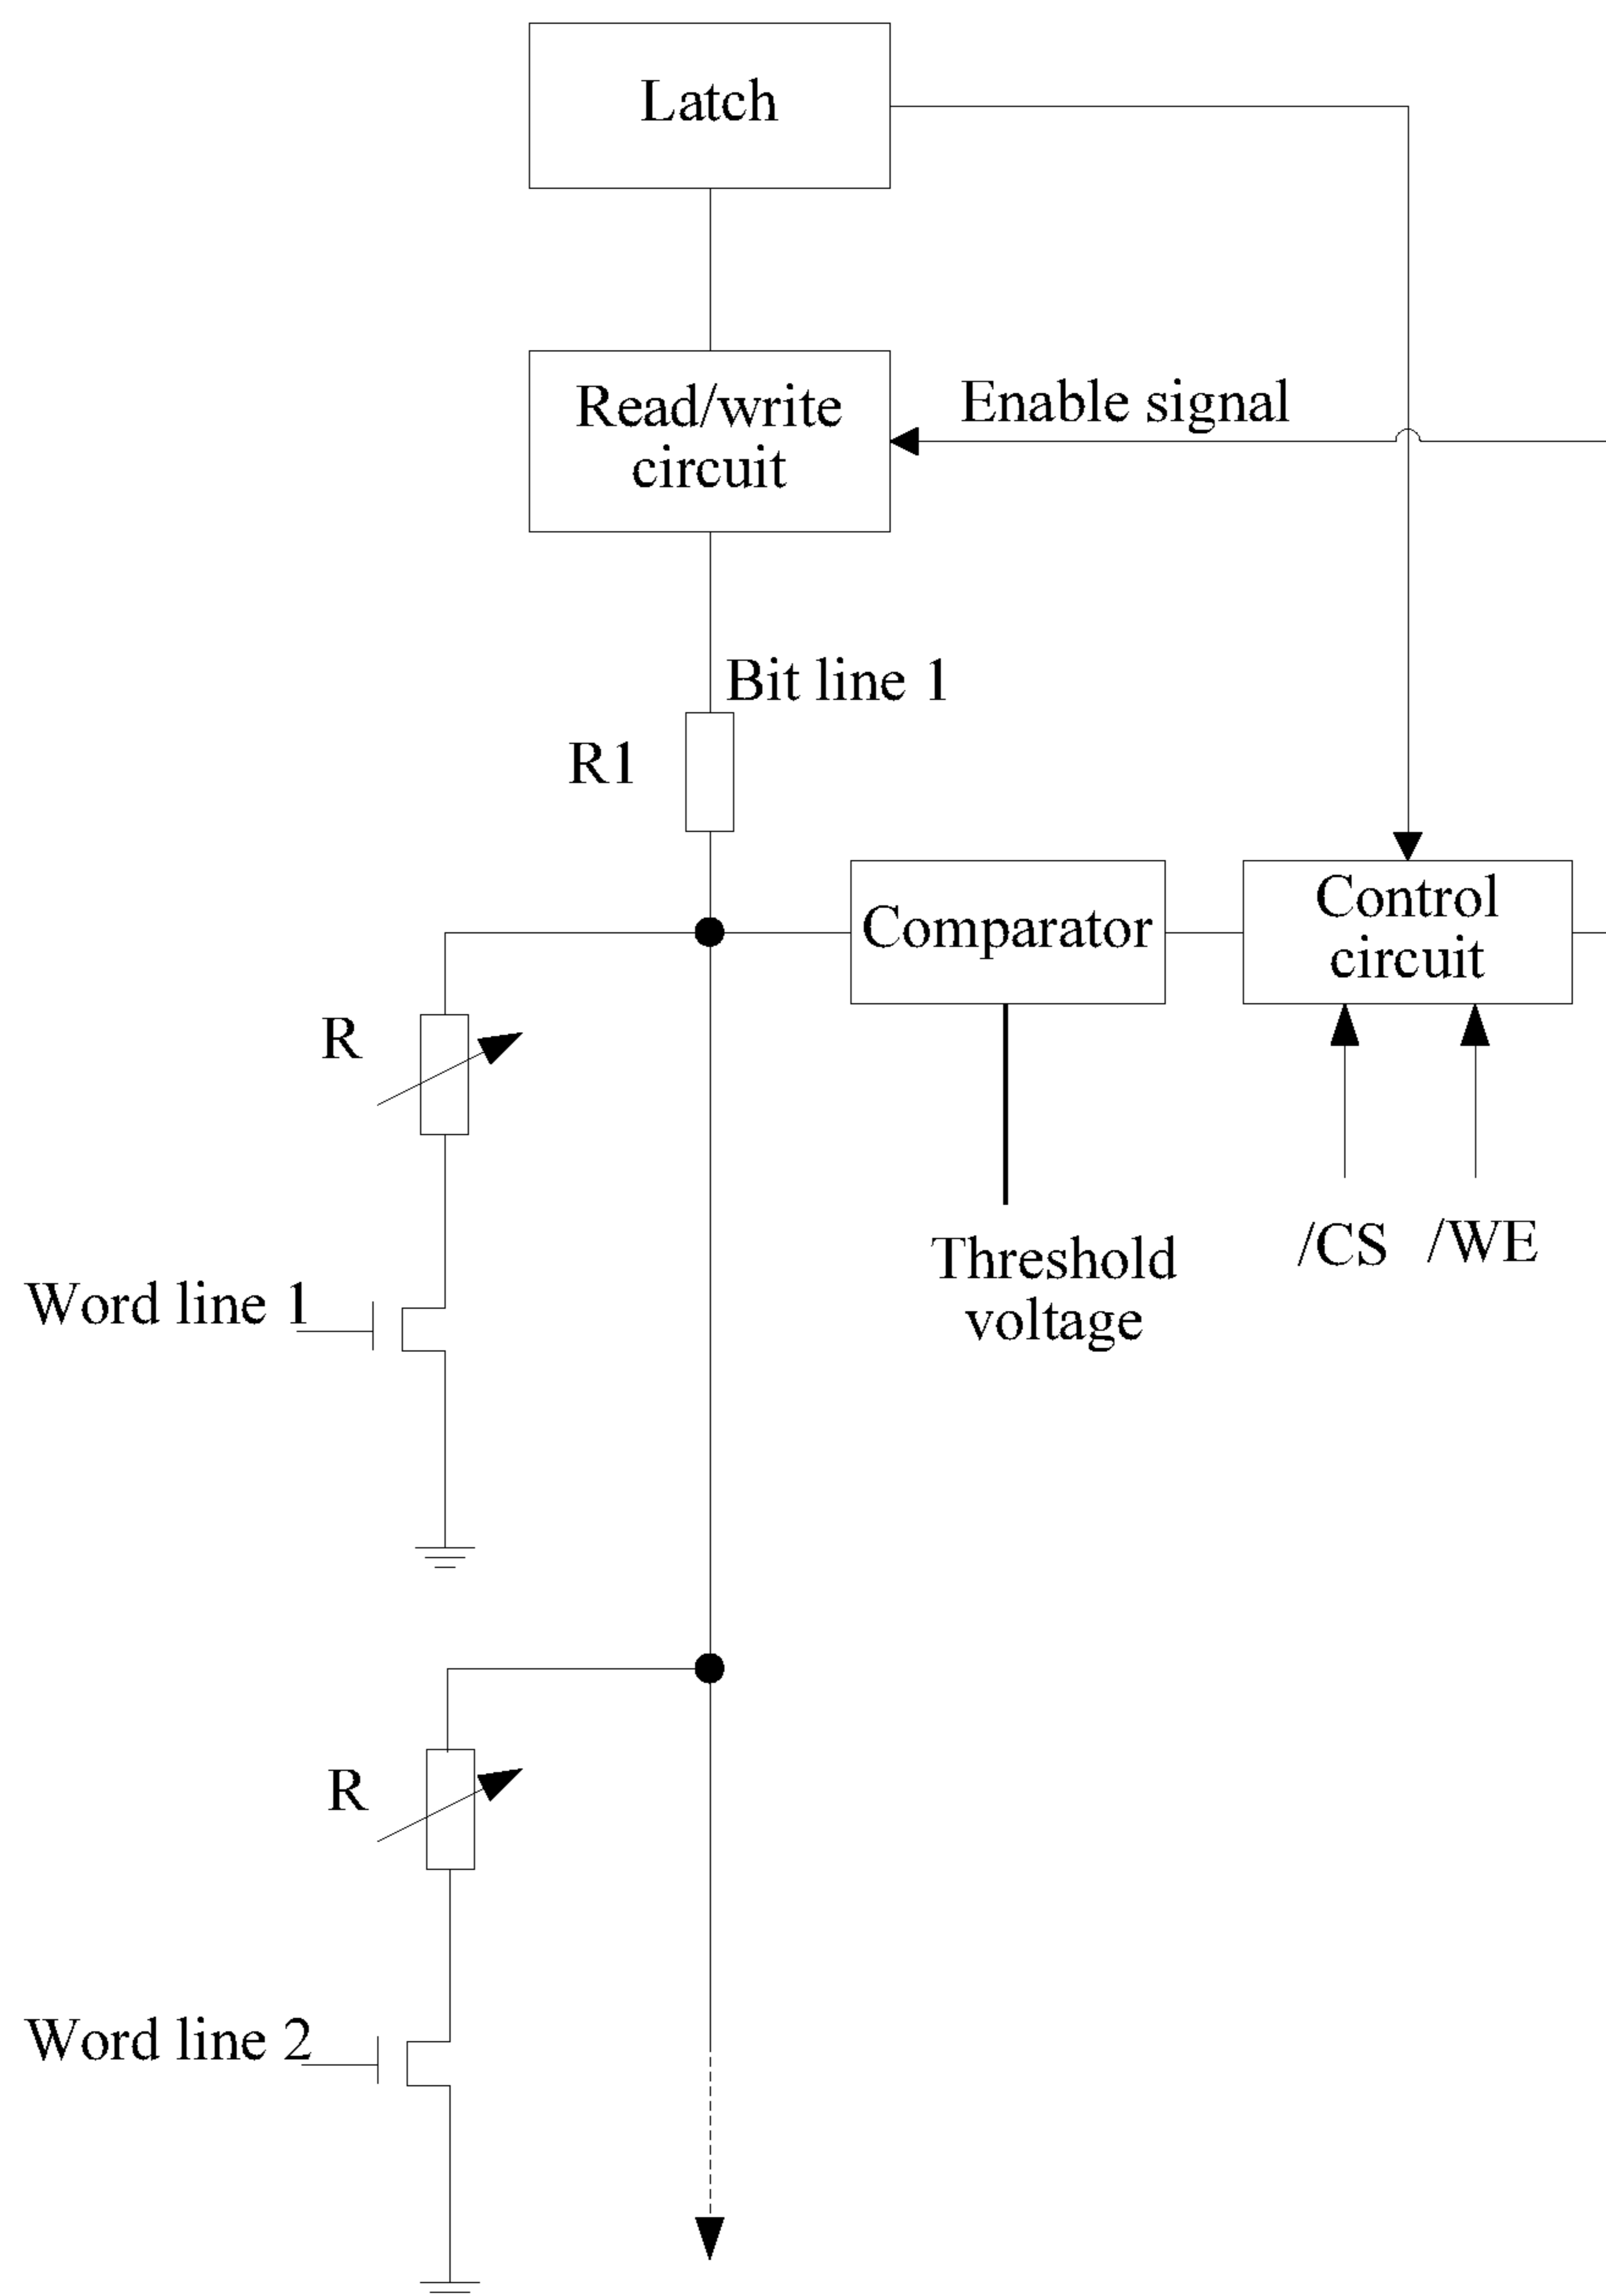 Latch
Read/write
circuit
Enable signal
Bit line 1
R1
Comparator
Control
circuit
R
Threshold
voltage
/CS
/WE
Word line 1
R
Word line 2